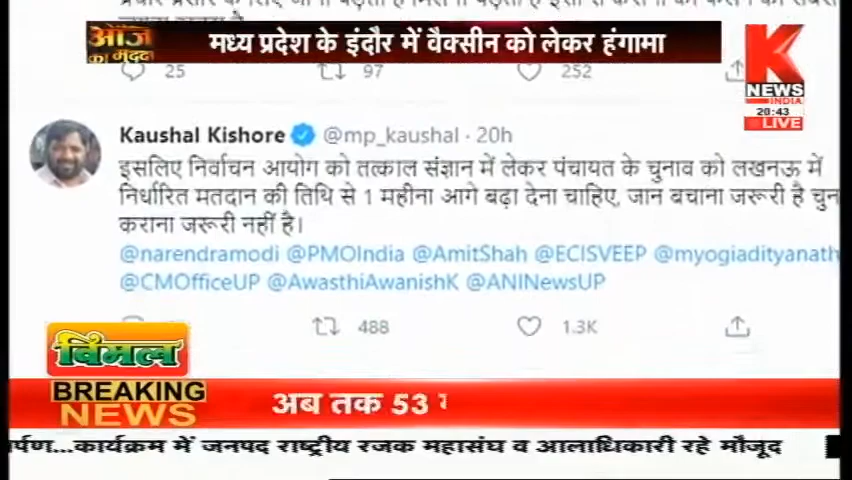 आज का मुद्दा
मध्य प्रदेश के इंदौर में वैक्सीन को लेकर हंगामा
K NEWS INDIA
20:43
LIVE
25 97 252
Kaushal Kishore @mp_kaushal · 20h
इसलिए निर्वाचन आयोग को तत्काल संज्ञान में लेकर पंचायत के चुनाव को लखनऊ में
निर्धारित मतदान की तिथि से 1 महीना आगे बढ़ा देना चाहिए, जान बचाना जरूरी है चुन
कराना जरूरी नहीं है।
@narendramodi @PMOIndia @AmitShah @ECISVEEP @myogiadityanath
@CMOfficeUP @AwasthiAwanishK @ANINewsUP
488 1.3K
विमल
BREAKING NEWS
अब तक 53
र्पण...कार्यक्रम में जनपद राष्ट्रीय रजक महासंघ व आलाधिकारी रहे मौजूद